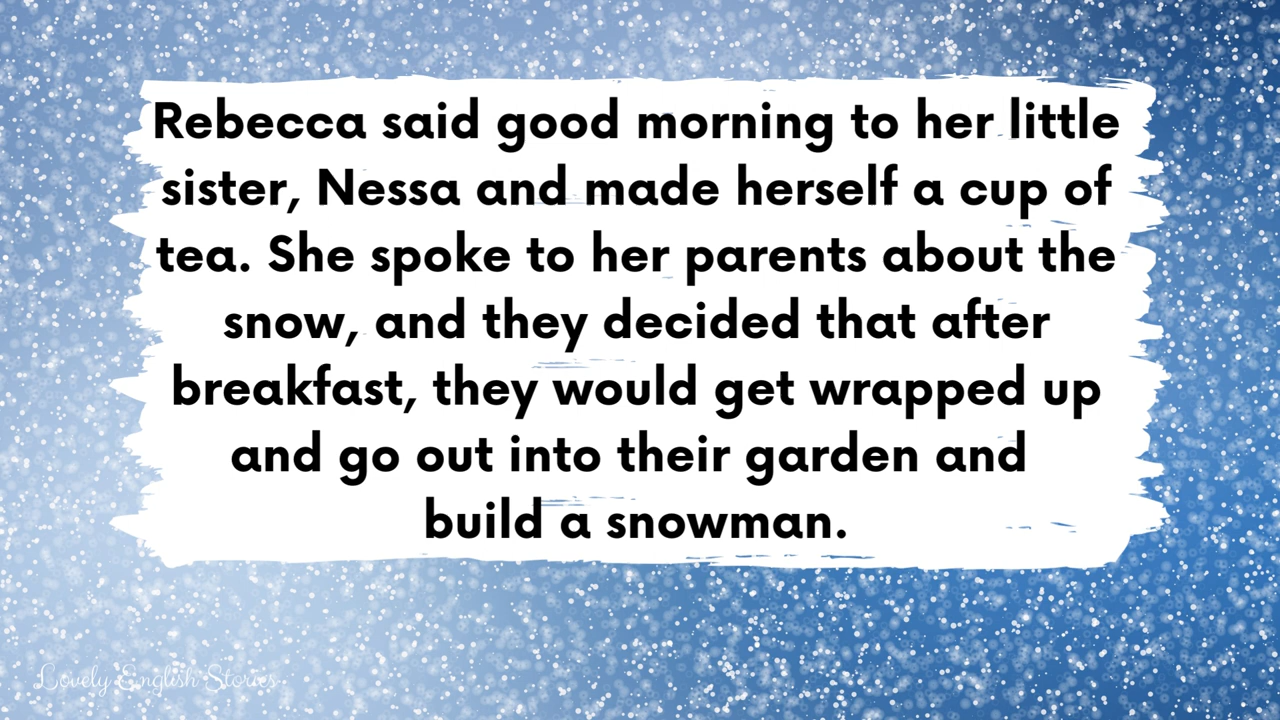 Rebecca said good morning to her little
sister, Nessa and made herself a cup of
tea. She spoke to her parents about the
snow, and they decided that after
breakfast, they would get wrapped up
and go out into their garden and
build a snowman.
Lovely English Stories